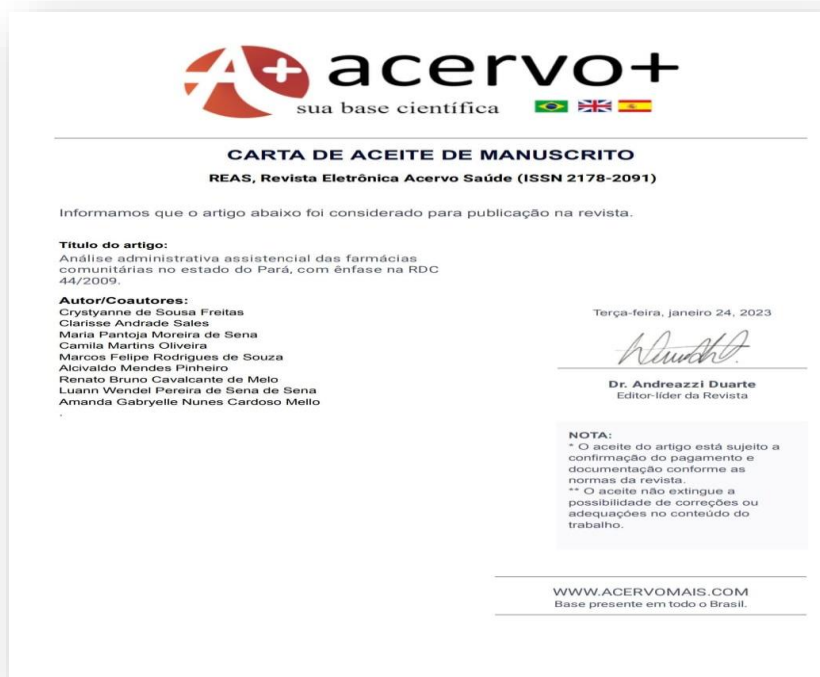 A+ acervo+
sua base científica
CARTA DE ACEITE DE MANUSCRITO
REAS, Revista Eletrônica Acervo Saúde (ISSN 2178-2091)
Informamos que o artigo abaixo foi considerado para publicação na revista.
Título do artigo:
Análise administrativa assistencial das farmácias
comunitárias no estado do Pará, com ênfase na RDC
44/2009.
Autor/Coautores:
Crystyanne de Sousa Freitas
Clarisse Andrade Sales
Maria Pantoja Moreira de Sena
Camila Martins Oliveira
Marcos Felipe Rodrigues de Souza
Alcivaldo Mendes Pinheiro
Renato Bruno Cavalcante de Melo
Luann Wendel Pereira de Sena de Sena
Amanda Gabryelle Nunes Cardoso Mello
.
Terça-feira, janeiro 24, 2023
Dr. Andreazzi Duarte
Editor-líder da Revista
NOTA:
* O aceite do artigo está sujeito a
confirmação do pagamento e
documentação conforme as
normas da revista.
** O aceite não extingue a
possibilidade de correções ou
adequações no conteúdo do
trabalho.
WWW.ACERVOMAIS.COM
Base presente em todo o Brasil.